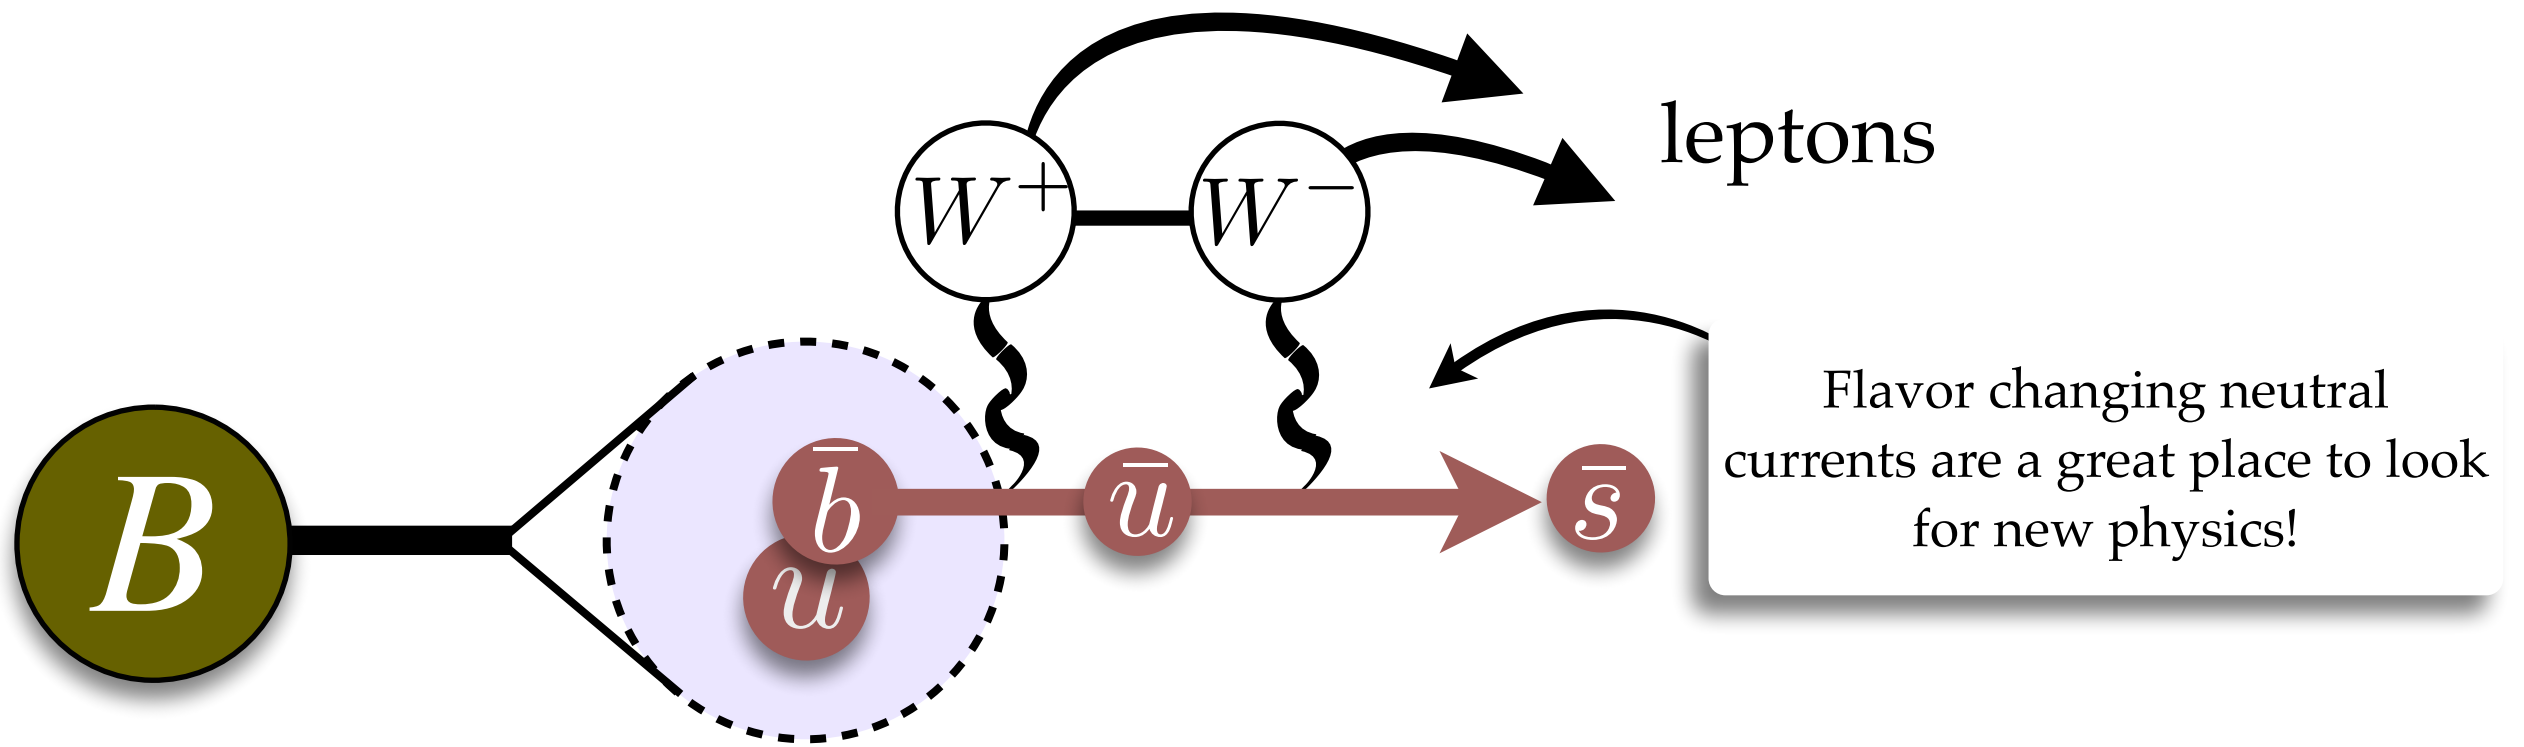 W⁺ W⁻
leptons
B
b̅
u
u̅
s̅
Flavor changing neutral
currents are a great place to look
for new physics!